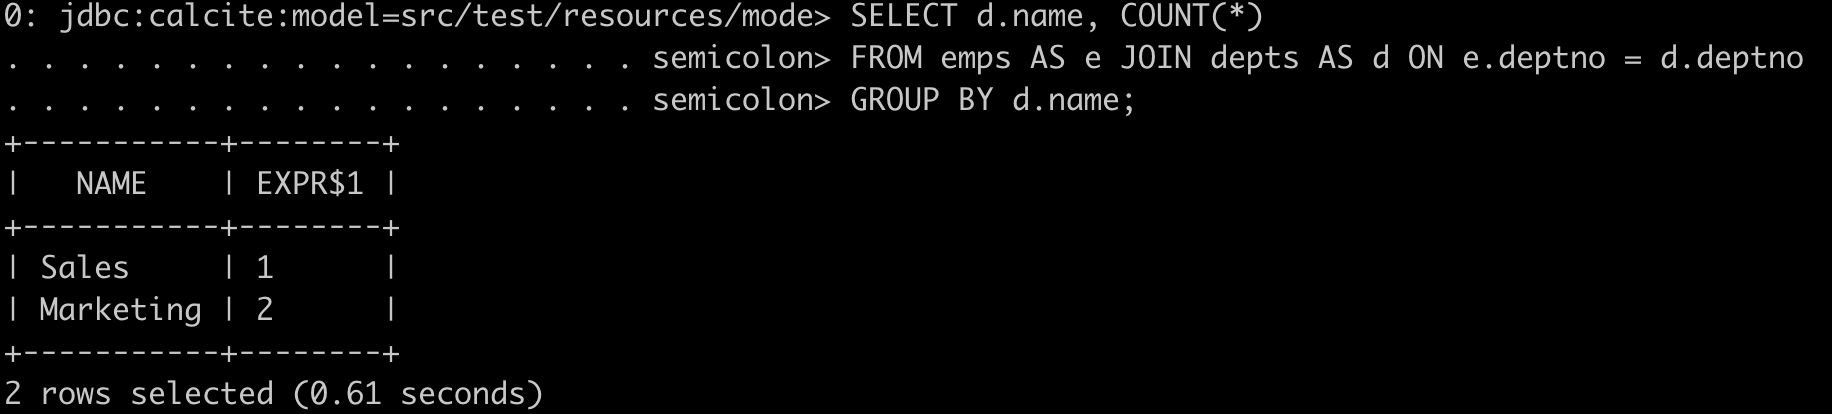 0: jdbc:calcite:model=src/test/resources/mode> SELECT d.name, COUNT(*)
. . . . . . . . . . . . . . . . . . semicolon> FROM emps AS e JOIN depts AS d ON e.deptno = d.deptno
. . . . . . . . . . . . . . . . . . semicolon> GROUP BY d.name;
+-----------+--------+
|   NAME    | EXPR$1 |
+-----------+--------+
| Sales     | 1      |
| Marketing | 2      |
+-----------+--------+
2 rows selected (0.61 seconds)